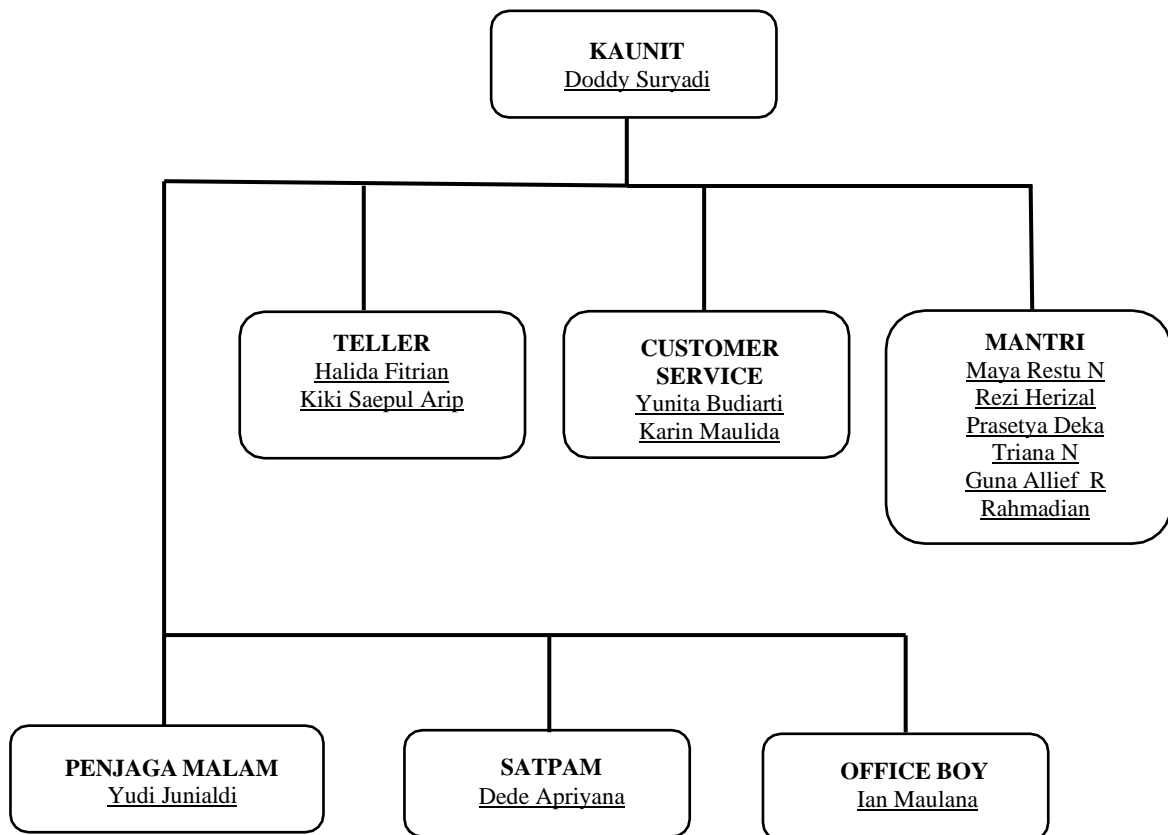 KAUNIT
Doddy Suryadi
TELLER
Halida Fitrian
Kiki Saepul Arip
CUSTOMER
SERVICE
Yunita Budiarti
Karin Maulida
MANTRI
Maya Restu N
Rezi Herizal
Prasetya Deka
Triana N
Guna Allief R
Rahmadian
PENJAGA MALAM
Yudi Junialdi
SATPAM
Dede Apriyana
OFFICE BOY
Ian Maulana